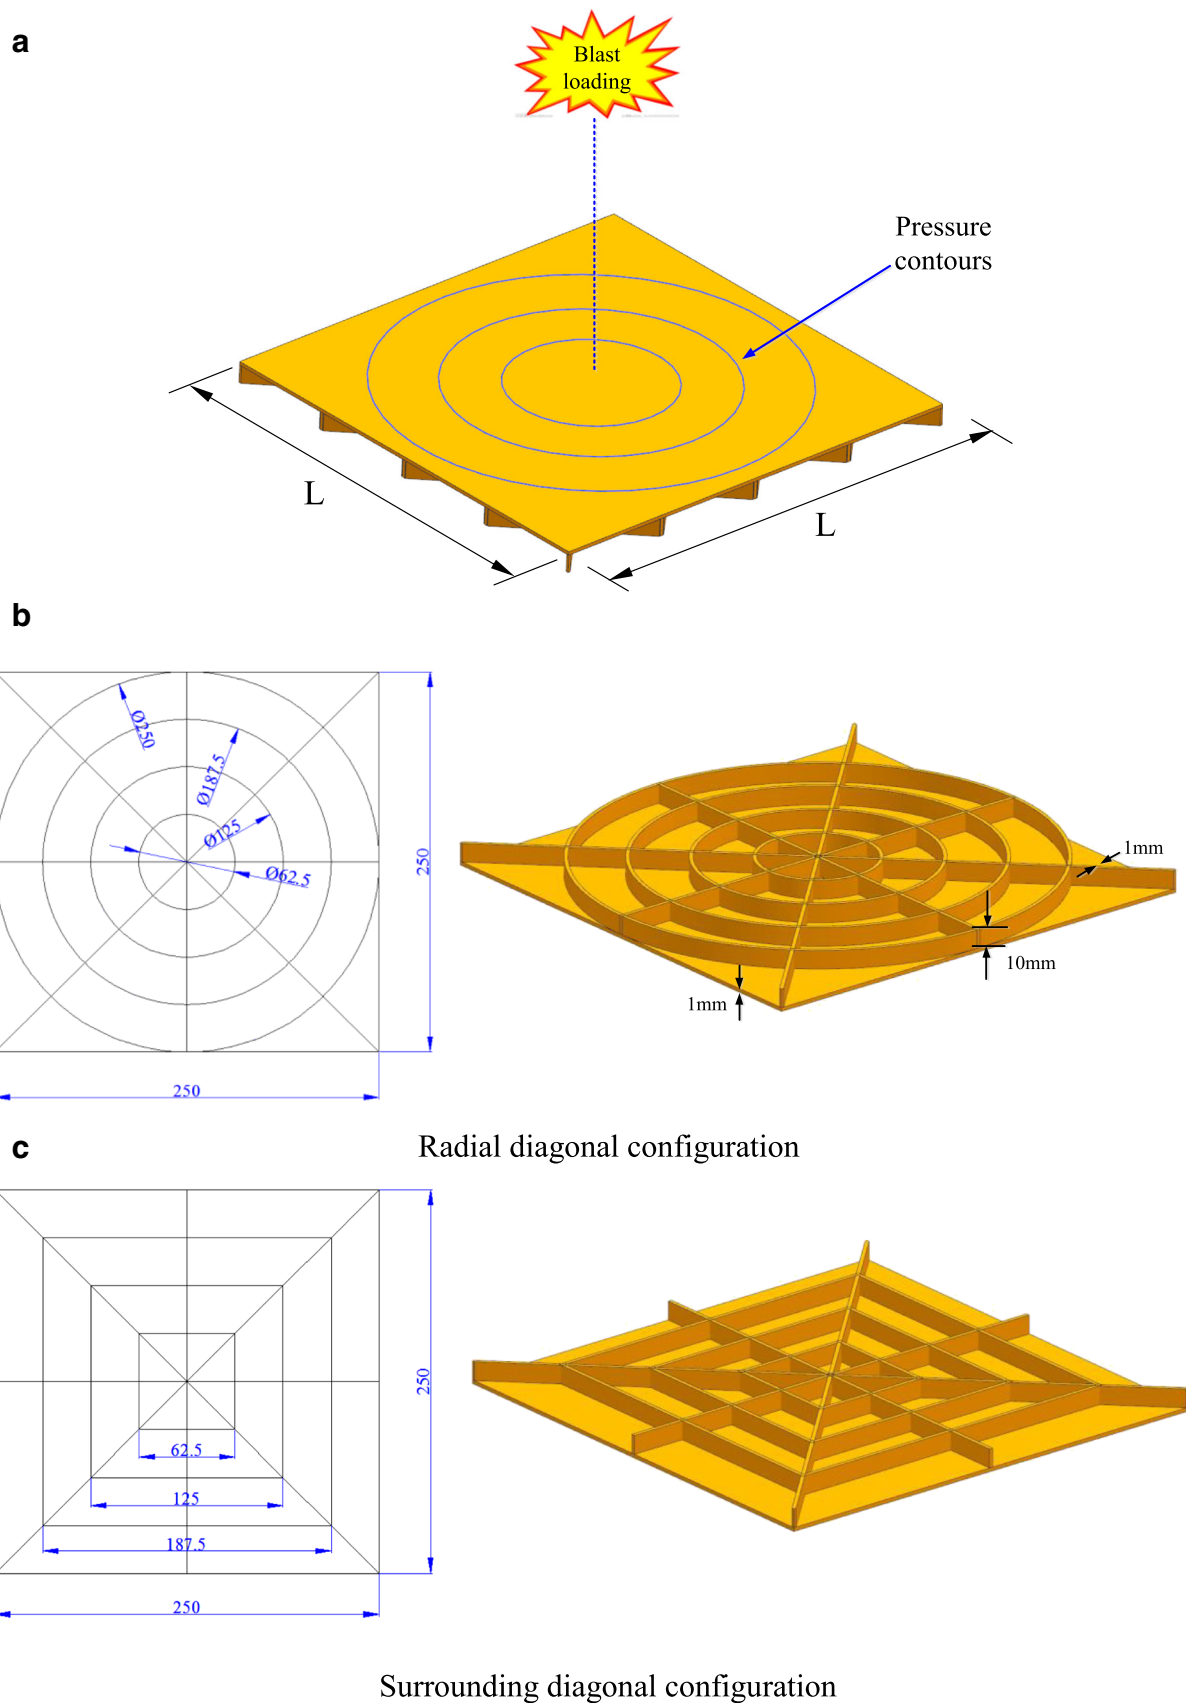 a
Blast
loading
Pressure
contours
L
L
b
Ø250
Ø187.5
Ø125
Ø62.5
250
250
1mm
10mm
1mm
Radial diagonal configuration
c
62.5
125
187.5
250
250
Surrounding diagonal configuration